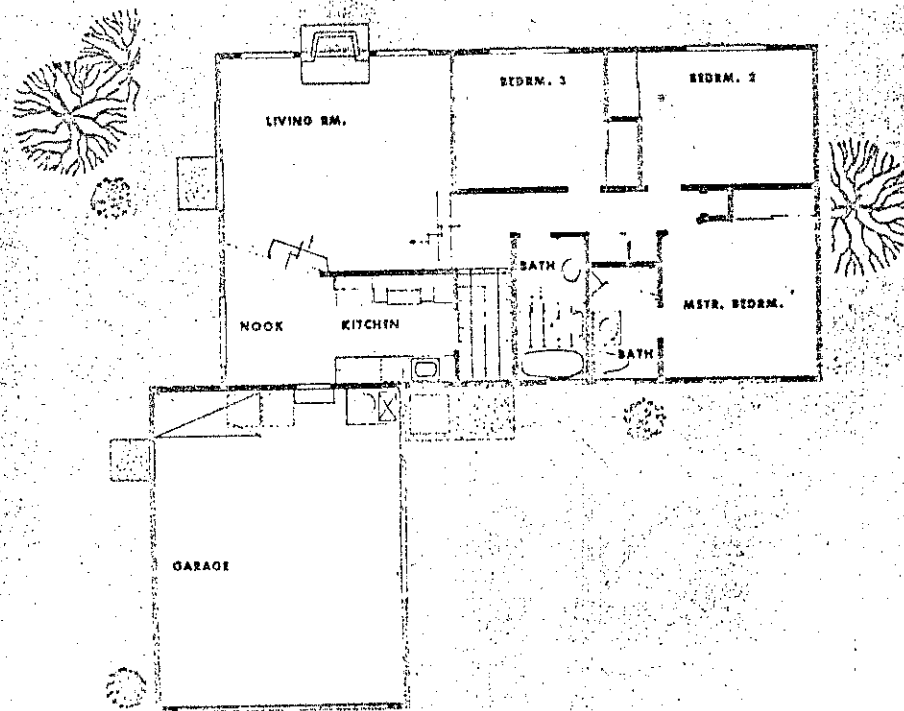 BEDRM. 3
BEDRM. 2
LIVING RM.
BATH
MSTR. BEDRM.
NOOK
KITCHEN
BATH
GARAGE